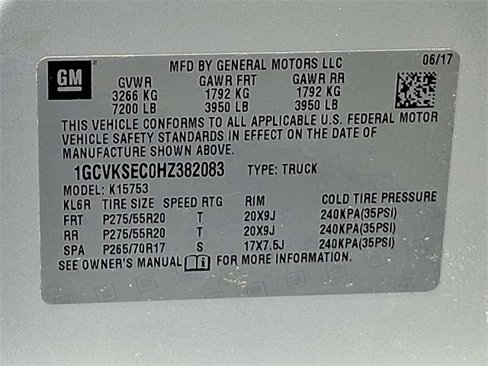 GM
MFD BY GENERAL MOTORS LLC 06/17
GVWR GAWR FRT GAWR RR
3266 KG 1792 KG 1792 KG
7200 LB 3950 LB 3950 LB
THIS VEHICLE CONFORMS TO ALL APPLICABLE U.S. FEDERAL MOTOR
VEHICLE SAFETY STANDARDS IN EFFECT ON THE DATE OF
MANUFACTURE SHOWN ABOVE.
1GCVKSEC0HZ382083 TYPE: TRUCK
MODEL: K15753
KL6R TIRE SIZE SPEED RTG RIM COLD TIRE PRESSURE
FRT P275/55R20 T 20X9J 240KPA(35PSI)
RR P275/55R20 T 20X9J 240KPA(35PSI)
SPA P265/70R17 S 17X7.5J 240KPA(35PSI)
SEE OWNER'S MANUAL FOR MORE INFORMATION.